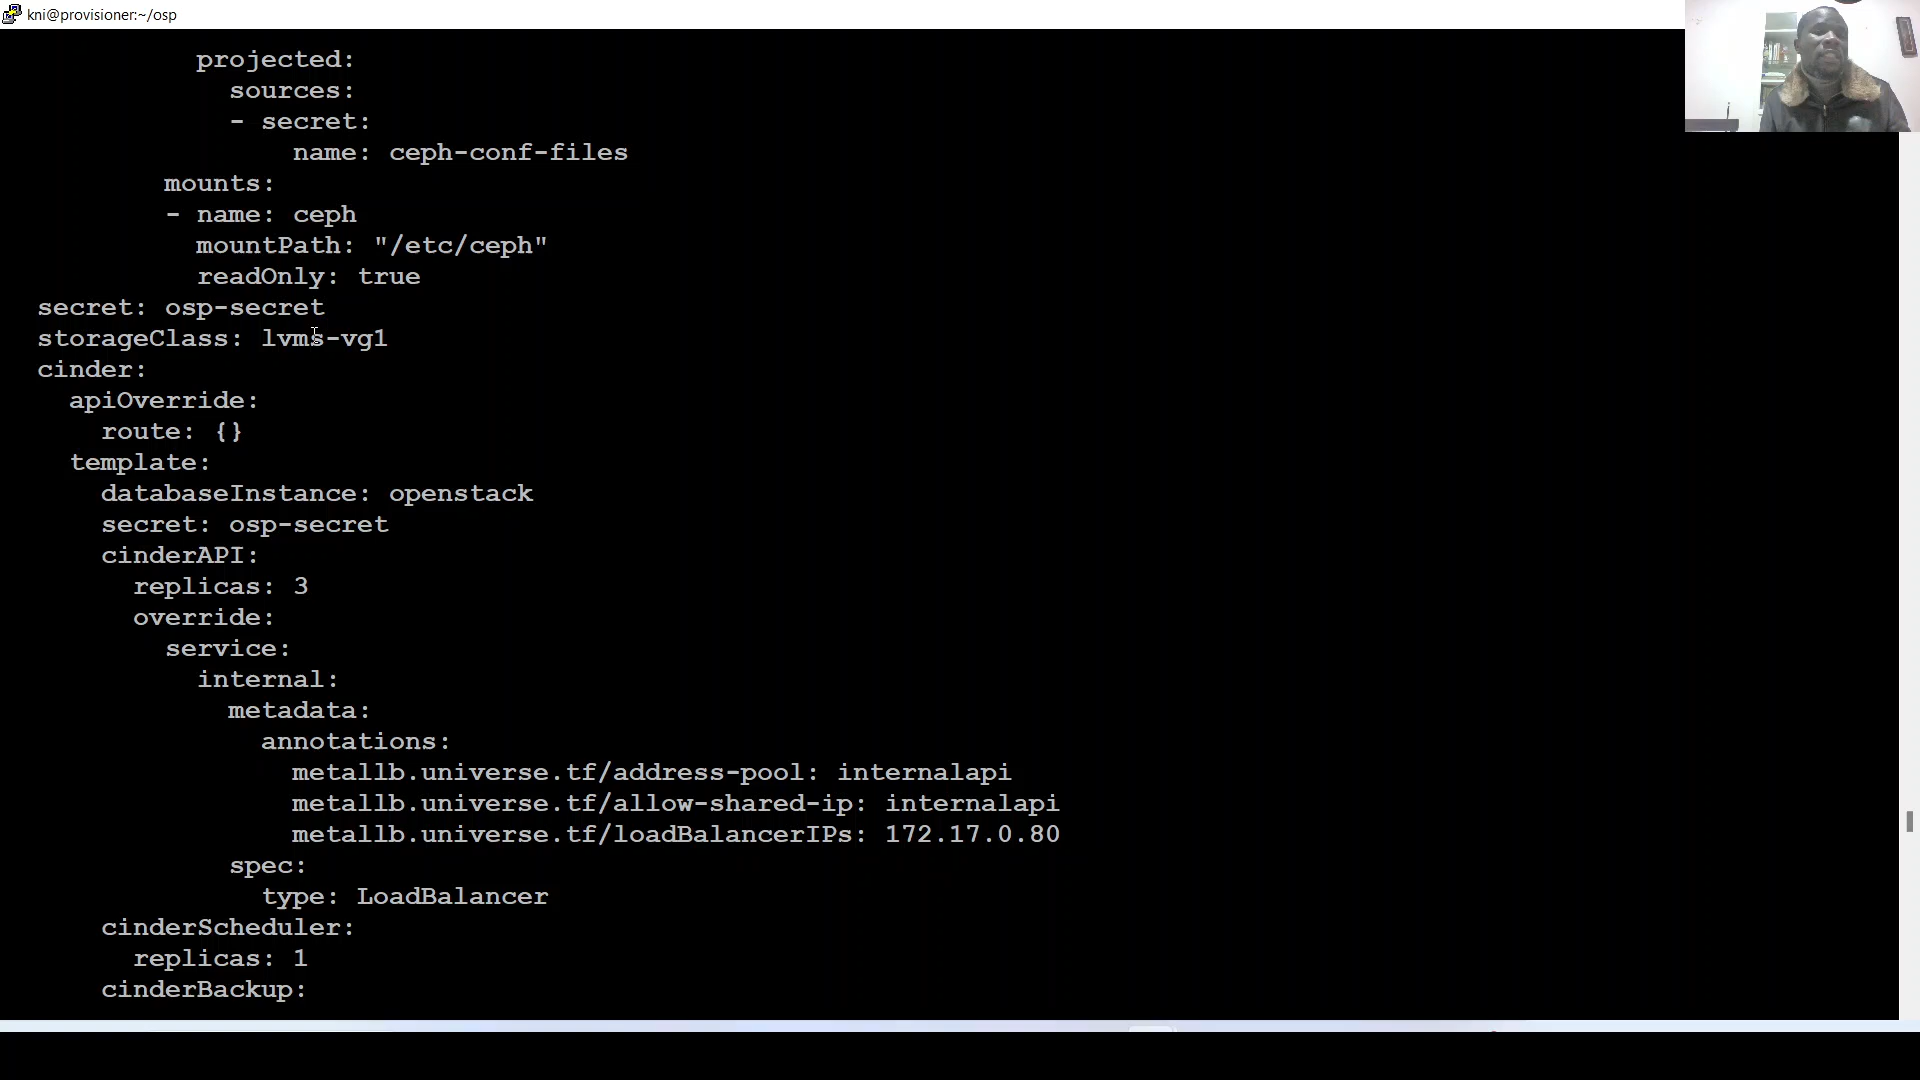 kni@provisioner:~/osp
projected:
sources:
- secret:
name: ceph-conf-files
mounts:
- name: ceph
mountPath: "/etc/ceph"
readOnly: true
secret: osp-secret
storageClass: lvms-vg1
cinder:
apiOverride:
route: {}
template:
databaseInstance: openstack
secret: osp-secret
cinderAPI:
replicas: 3
override:
service:
internal:
metadata:
annotations:
metallb.universe.tf/address-pool: internalapi
metallb.universe.tf/allow-shared-ip: internalapi
metallb.universe.tf/loadBalancerIPs: 172.17.0.80
spec:
type: LoadBalancer
cinderScheduler:
replicas: 1
cinderBackup: